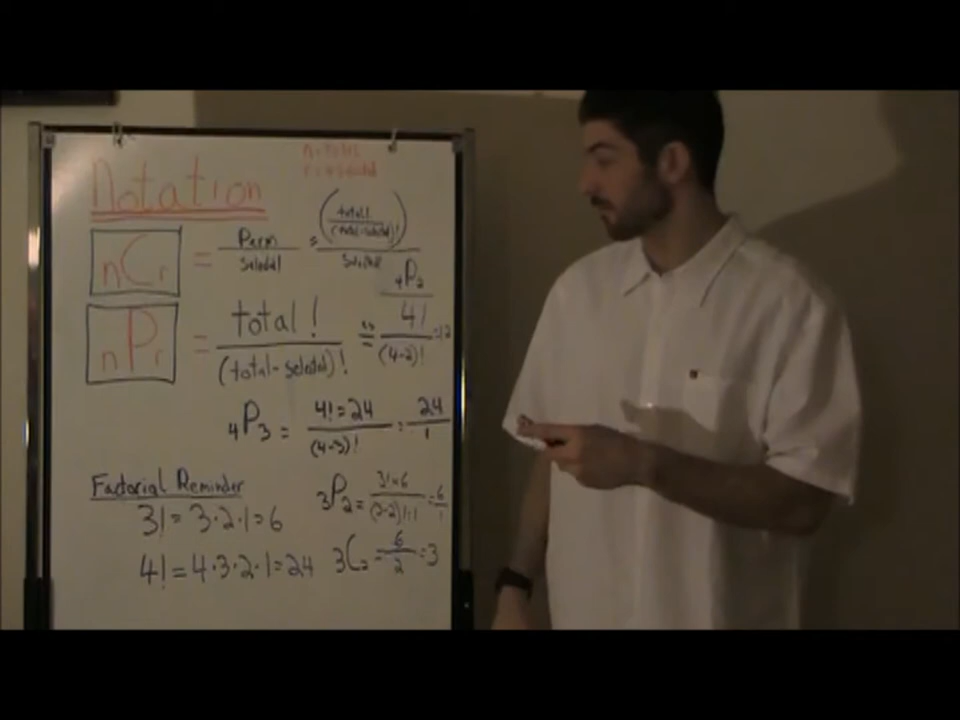 Notation
nCr = Perm / Selected = (total! / (total-selected)!) / Selected
4P2
nPr = total! / (total-selected)! = 4! / (4-2)! = 12
4P3 = 4! = 24 / (4-3)! = 24 / 1
Factorial Reminder
3P2 = 3! = 6 / (3-2)! = 1 = 6 / 1
3! = 3·2·1 = 6
3C2 = 6 / 2 = 3
4! = 4·3·2·1 = 24